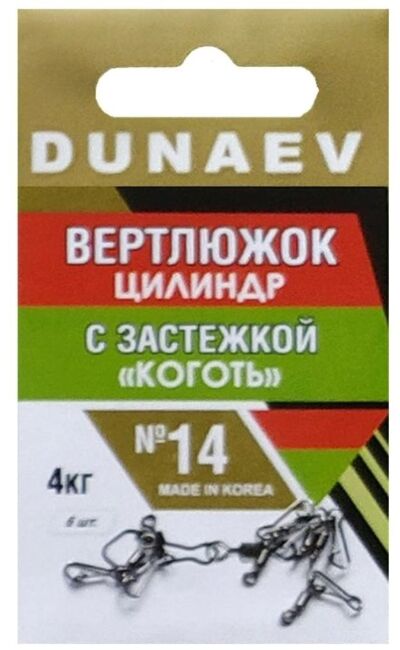 DUNAEV
ВЕРТЛЮЖОК
ЦИЛИНДР
С ЗАСТЕЖКОЙ
«КОГОТЬ»
№14
MADE IN KOREA
4кг
6 шт.